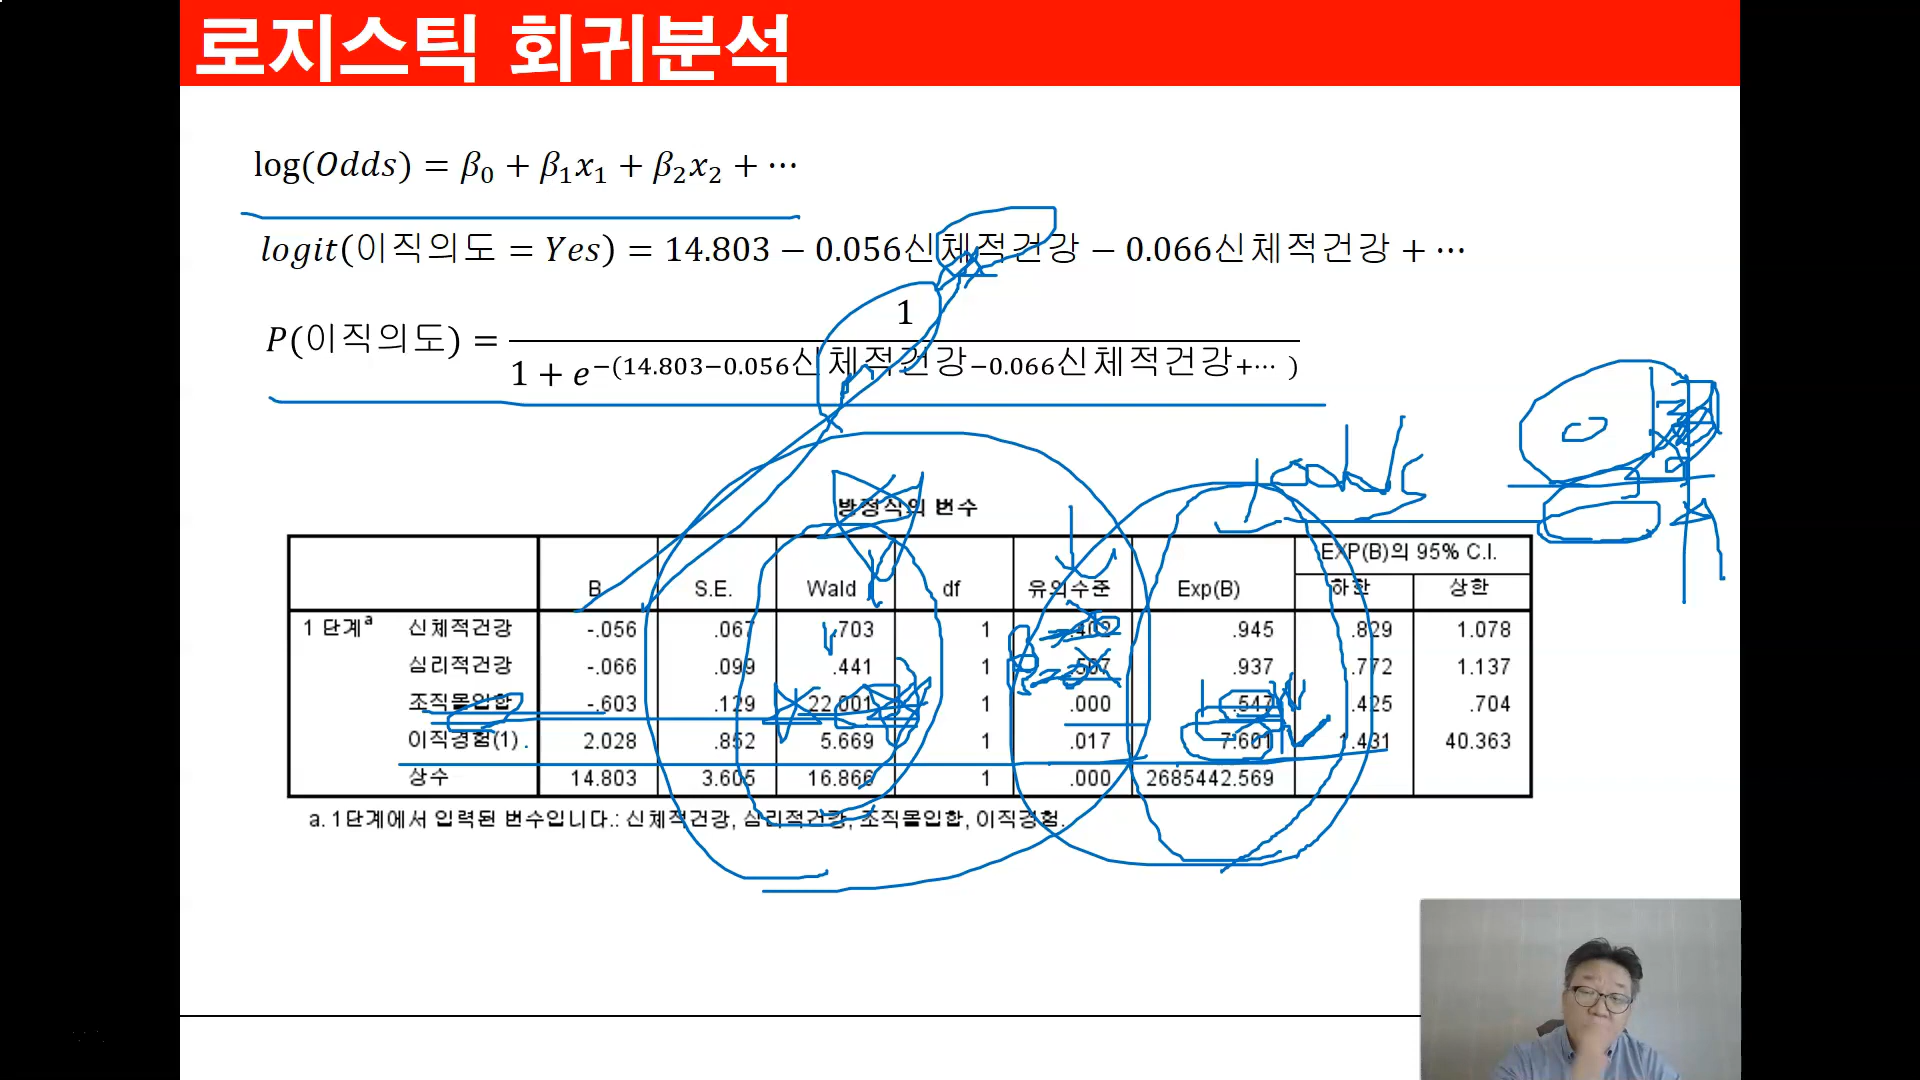 로지스틱 회귀분석
log(Odds) = β₀ + β₁x₁ + β₂x₂ + ⋯
logit(이직의도 = Yes) = 14.803 − 0.056신체적건강 − 0.066신체적건강 + ⋯
P(이직의도) = 1 / 1 + e^−(14.803−0.056신체적건강−0.066신체적건강+⋯ )
방정식의 변수
B S.E. Wald df 유의수준 Exp(B) EXP(B)의 95% C.I. 하한 상한
1 단계ᵃ 신체적건강 -.056 .067 .703 1 .402 .945 .829 1.078
심리적건강 -.066 .099 .441 1 .507 .937 .772 1.137
조직몰입합 -.603 .129 22.001 1 .000 .547 .425 .704
이직경험(1) 2.028 .852 5.669 1 .017 7.601 1.431 40.363
상수 14.803 3.605 16.866 1 .000 2685442.569
a. 1단계에서 입력된 변수입니다.: 신체적건강, 심리적건강, 조직몰입합, 이직경험.